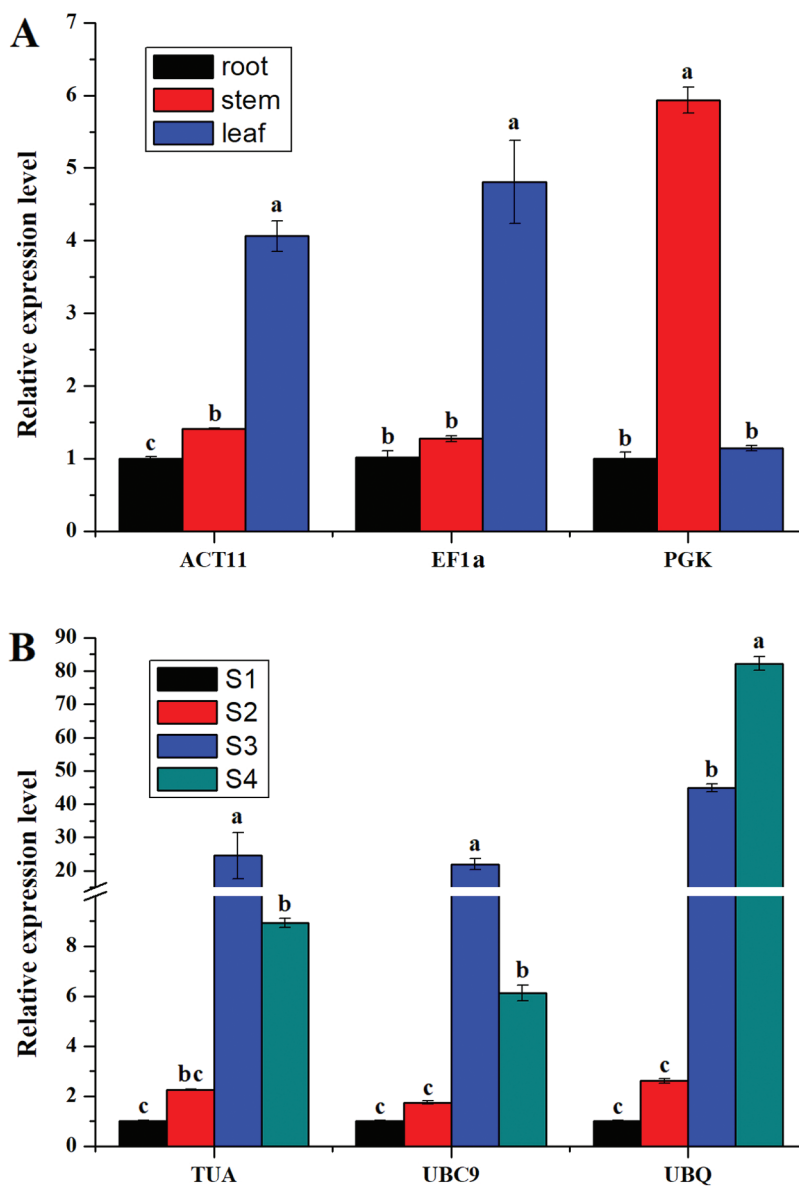 A
Relative expression level
7
6
5
4
3
2
1
0
root
stem
leaf
c
b
a
b
b
a
b
a
b
ACT11
EF1a
PGK
B
Relative expression level
90
80
70
60
50
40
30
20
8
6
4
2
0
S1
S2
S3
S4
c
bc
a
b
c
c
a
b
c
c
b
a
TUA
UBC9
UBQ